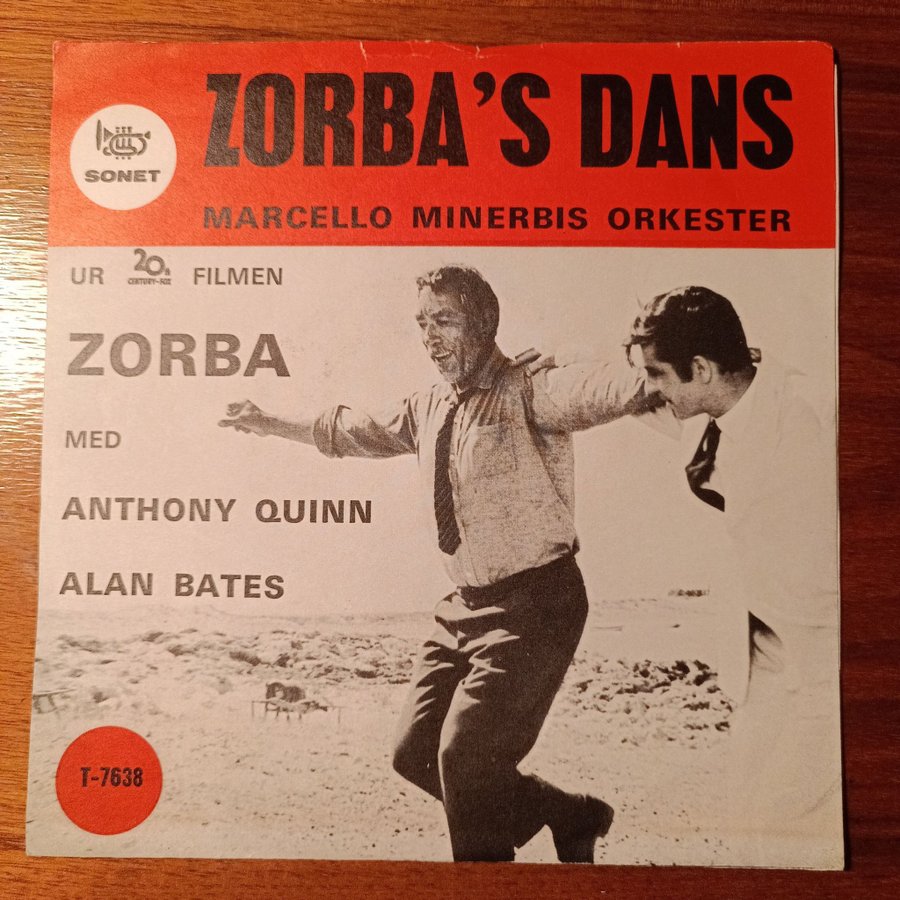 ZORBA'S DANS
SONET
MARCELLO MINERBIS ORKESTER
UR 20th CENTURY-FOX FILMEN
ZORBA
MED
ANTHONY QUINN
ALAN BATES
T-7638